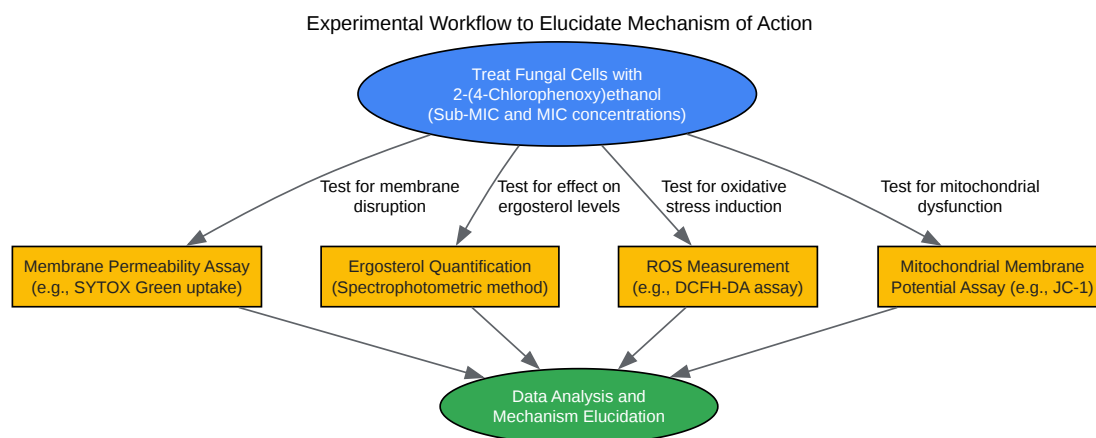 Experimental Workflow to Elucidate Mechanism of Action
Treat Fungal Cells with
2-(4-Chlorophenoxy)ethanol
(Sub-MIC and MIC concentrations)
Test for membrane
disruption
Test for effect on
ergosterol levels
Test for oxidative
stress induction
Test for mitochondrial
dysfunction
Membrane Permeability Assay
(e.g., SYTOX Green uptake)
Ergosterol Quantification
(Spectrophotometric method)
ROS Measurement
(e.g., DCFH-DA assay)
Mitochondrial Membrane
Potential Assay (e.g., JC-1)
Data Analysis and
Mechanism Elucidation